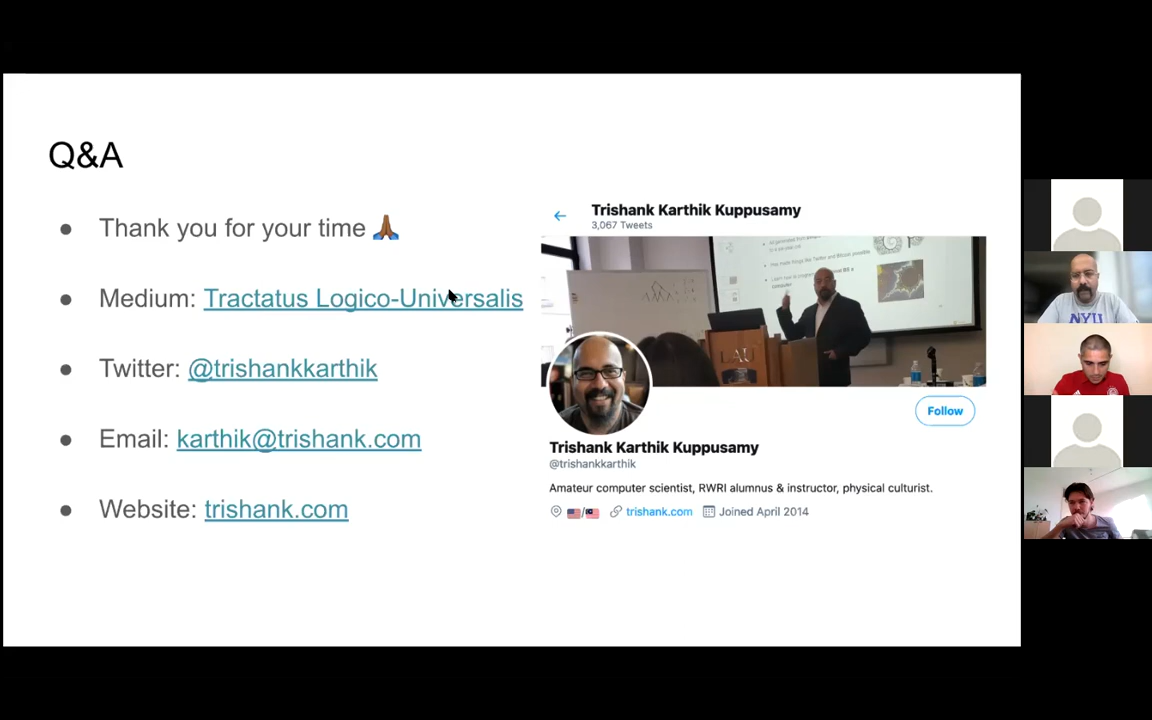 Q&A
● Thank you for your time 🙏🏾
● Medium: Tractatus Logico-Universalis
● Twitter: @trishankkarthik
● Email: karthik@trishank.com
● Website: trishank.com
Trishank Karthik Kuppusamy
3,067 Tweets
LAU
Follow
Trishank Karthik Kuppusamy
@trishankkarthik
Amateur computer scientist, RWRI alumnus & instructor, physical culturist.
🇺🇸/🇲🇾 trishank.com Joined April 2014
NYU